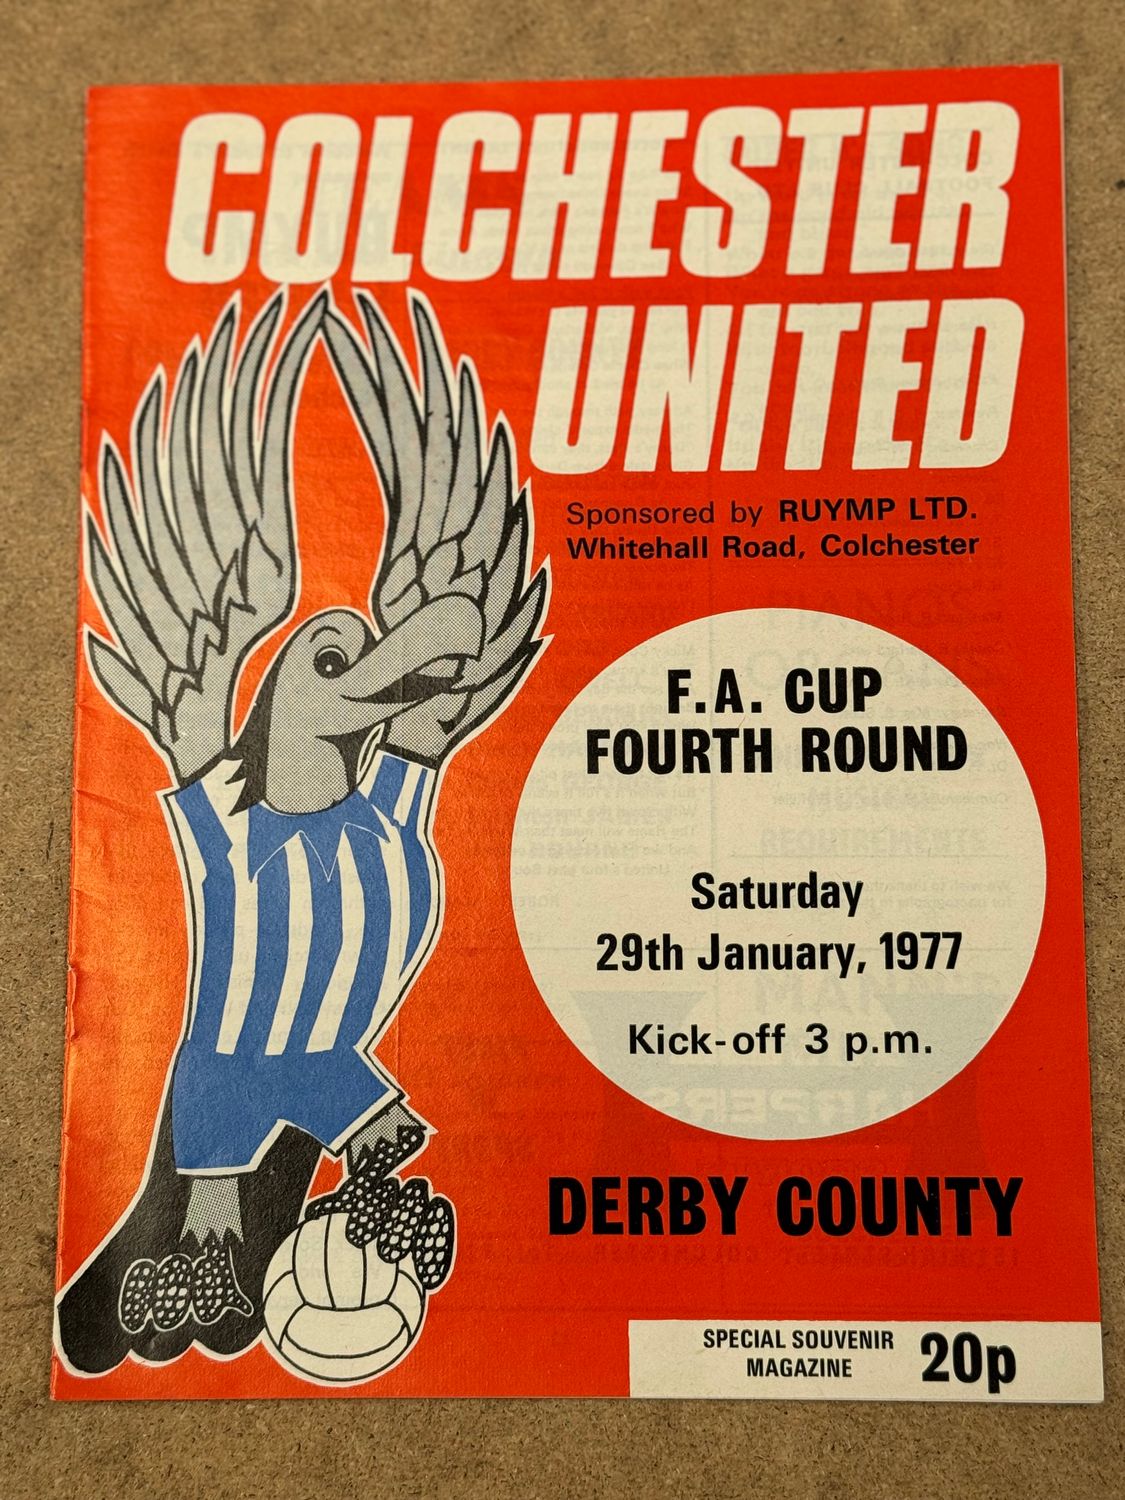 COLCHESTER
UNITED
Sponsored by RUYMP LTD.
Whitehall Road, Colchester
F.A. CUP
FOURTH ROUND
Saturday
29th January, 1977
Kick-off 3 p.m.
DERBY COUNTY
SPECIAL SOUVENIR
MAGAZINE
20p